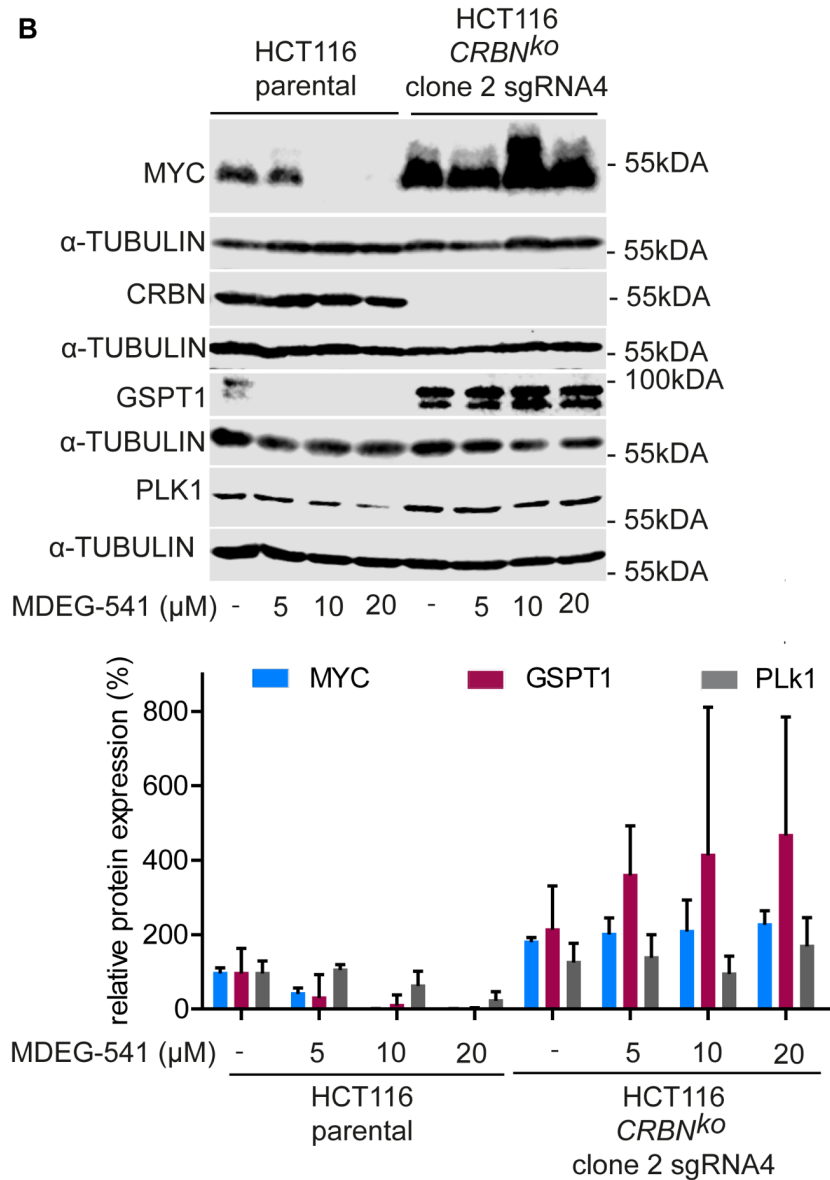 B
HCT116
parental
HCT116
CRBNko
clone 2 sgRNA4
MYC
- 55kDA
α-TUBULIN
- 55kDA
CRBN
- 55kDA
α-TUBULIN
- 55kDA
- 100kDA
GSPT1
α-TUBULIN
- 55kDA
PLK1
- 55kDA
α-TUBULIN
- 55kDA
MDEG-541 (µM) - 5 10 20 - 5 10 20
MYC GSPT1 PLk1
relative protein expression (%)
800
600
400
200
0
MDEG-541 (µM) - 5 10 20 - 5 10 20
HCT116
parental
HCT116
CRBNko
clone 2 sgRNA4